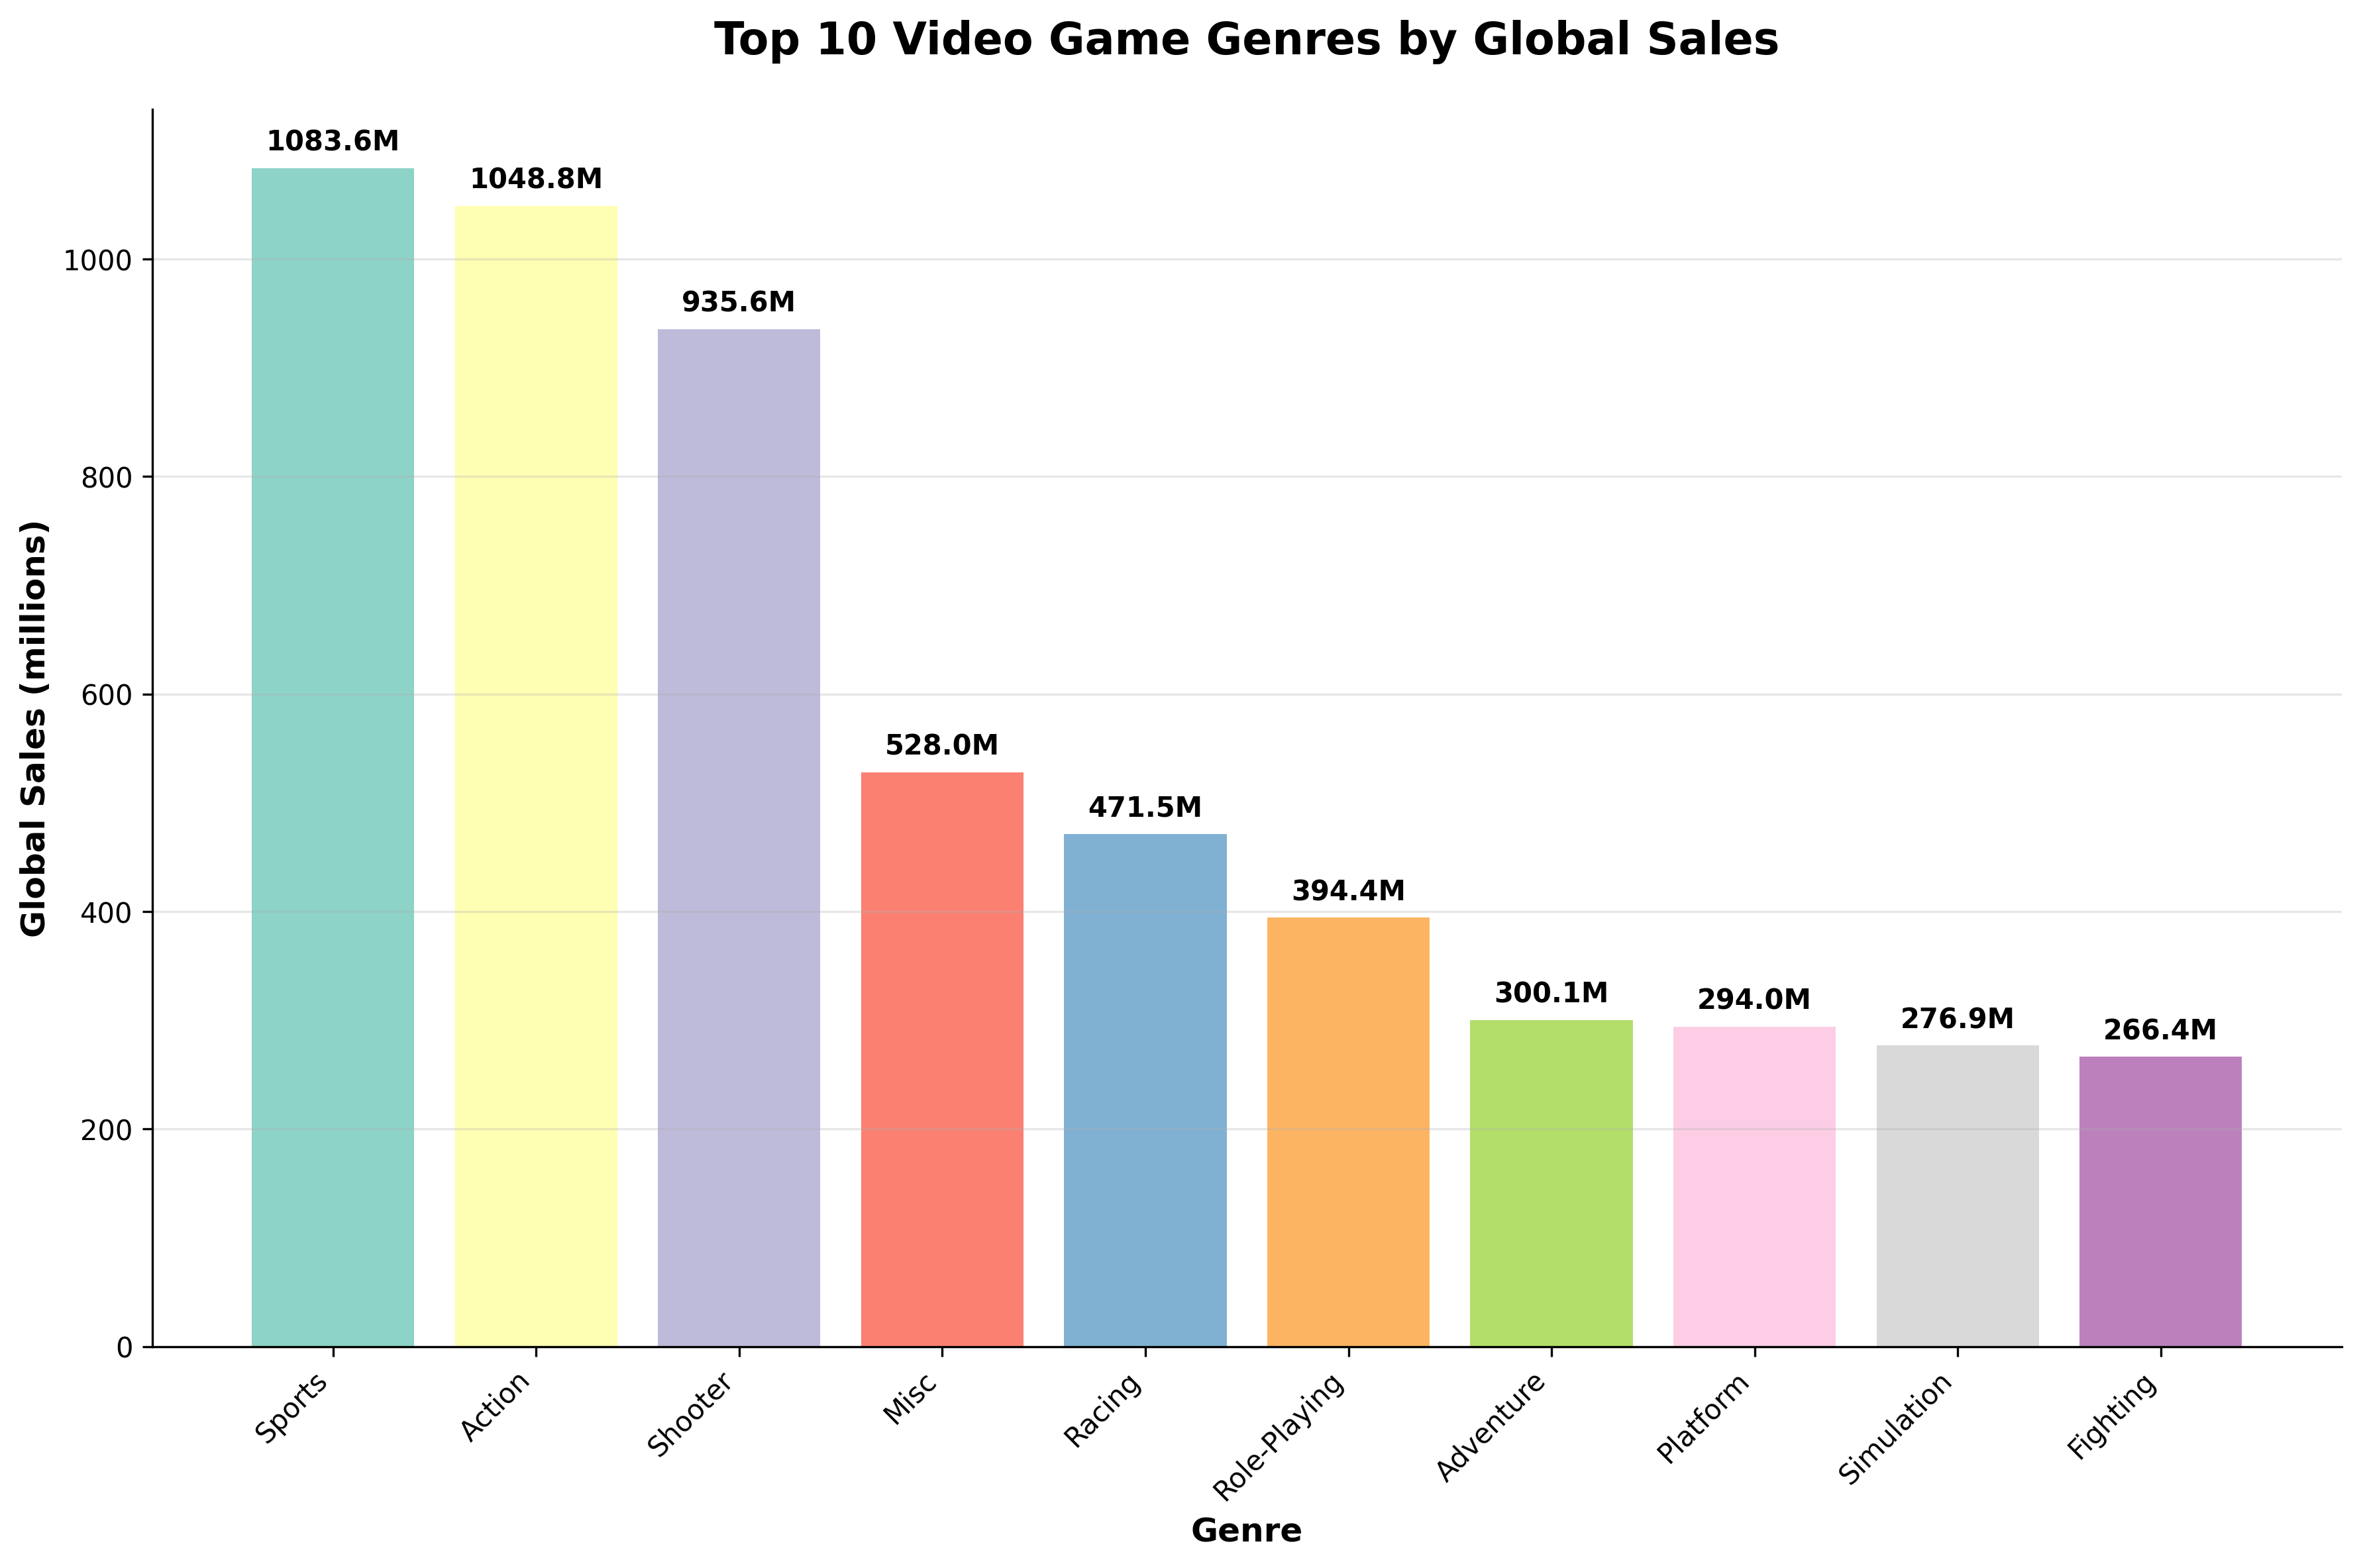 Top 10 Video Game Genres by Global Sales
Global Sales (millions)
1000
800
600
400
200
0
1083.6M
1048.8M
935.6M
528.0M
471.5M
394.4M
300.1M
294.0M
276.9M
266.4M
Sports
Action
Shooter
Misc
Racing
Role-Playing
Adventure
Platform
Simulation
Fighting
Genre